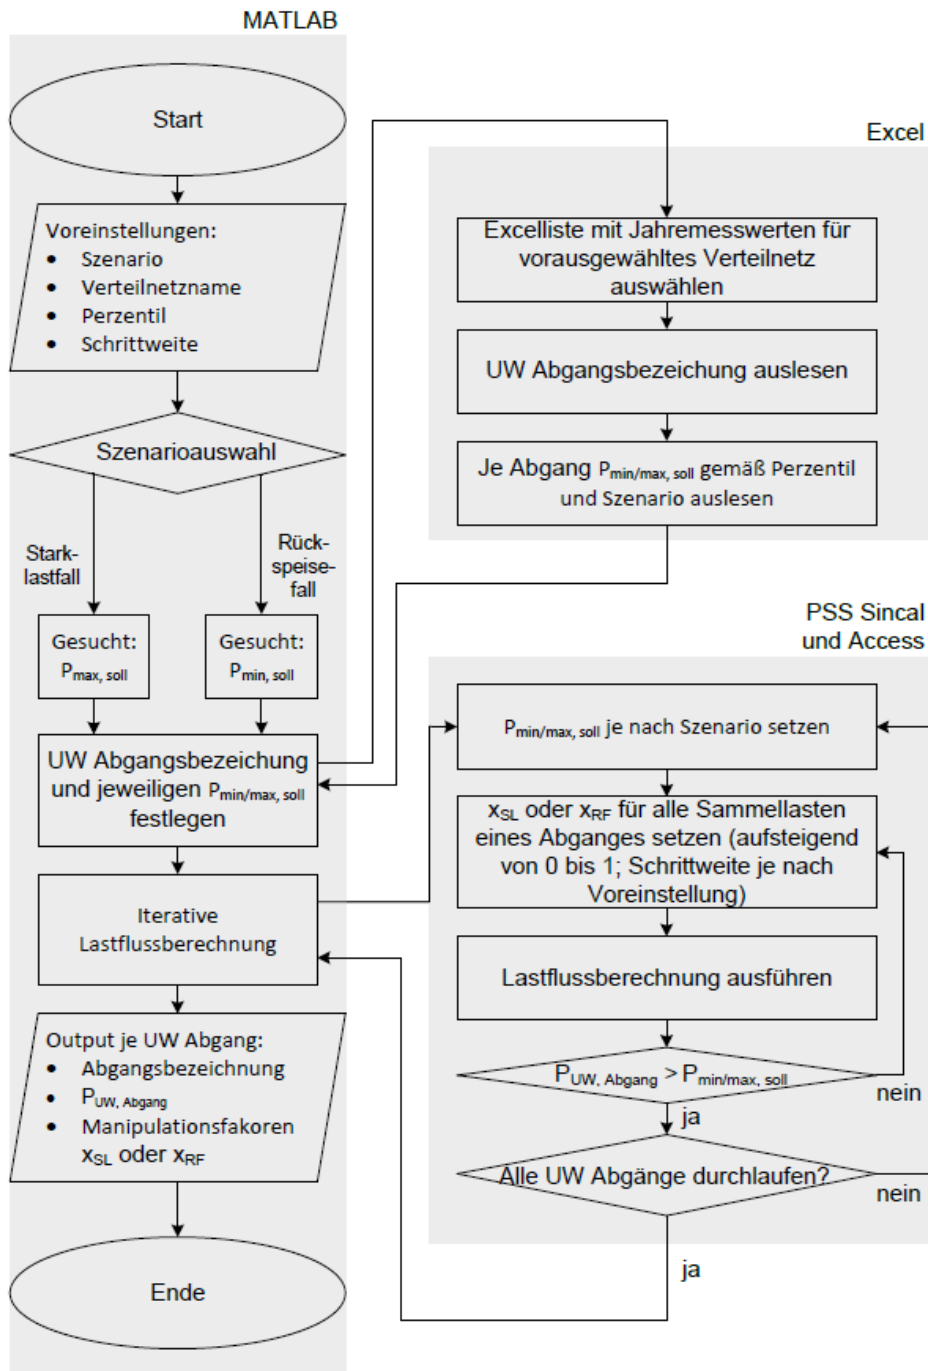 MATLAB
Start
Voreinstellungen:
• Szenario
• Verteilnetzname
• Perzentil
• Schrittweite
Szenarioauswahl
Stark-
lastfall
Rück-
speise-
fall
Gesucht:
Pmax, soll
Gesucht:
Pmin, soll
UW Abgangsbezeichung
und jeweiligen Pmin/max, soll
festlegen
Iterative
Lastflussberechnung
Output je UW Abgang:
• Abgangsbezeichnung
• PUW, Abgang
• Manipulationsfakoren
xSL oder xRF
Ende
Excel
Excelliste mit Jahremesswerten für
vorausgewähltes Verteilnetz
auswählen
UW Abgangsbezeichung auslesen
Je Abgang Pmin/max, soll gemäß Perzentil
und Szenario auslesen
PSS Sincal
und Access
Pmin/max, soll je nach Szenario setzen
xSL oder xRF für alle Sammellasten
eines Abganges setzen (aufsteigend
von 0 bis 1; Schrittweite je nach
Voreinstellung)
Lastflussberechnung ausführen
PUW, Abgang > Pmin/max, soll
nein
ja
Alle UW Abgänge durchlaufen?
nein
ja